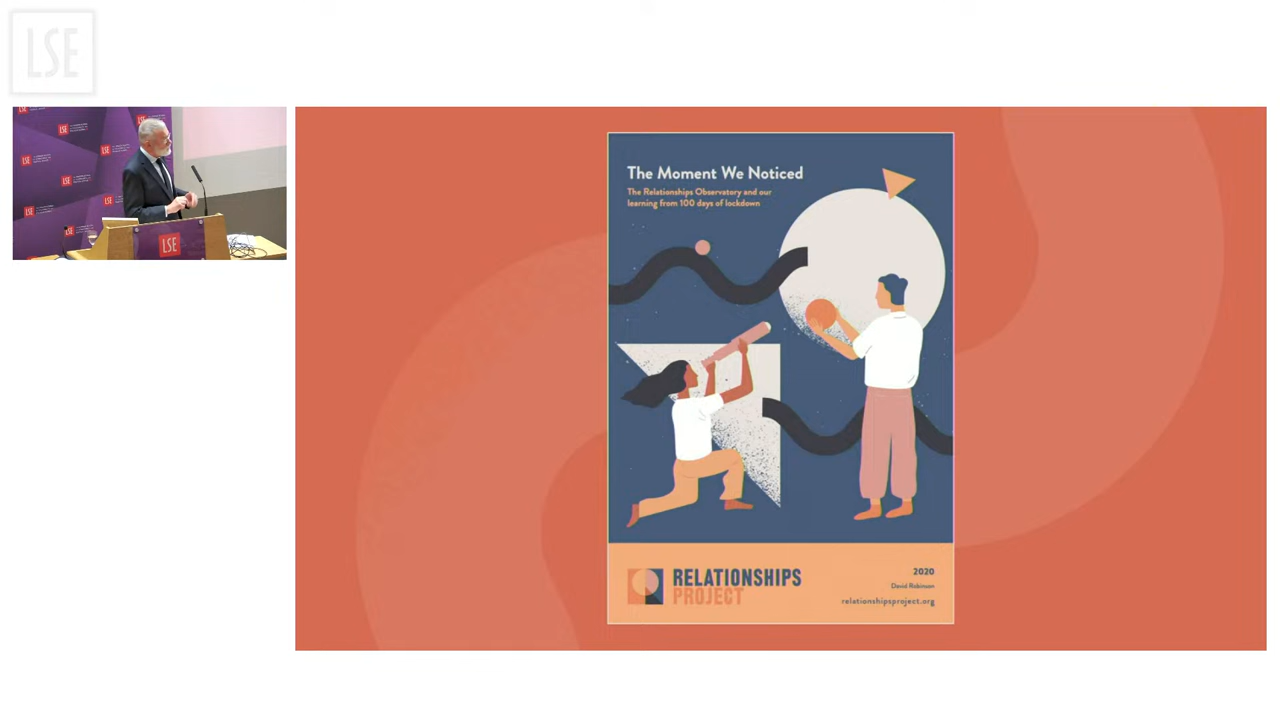 LSE
LSE
The Moment We Noticed
The Relationships Observatory and our
learning from 100 days of lockdown
RELATIONSHIPS
PROJECT
2020
David Robinson
relationshipsproject.org